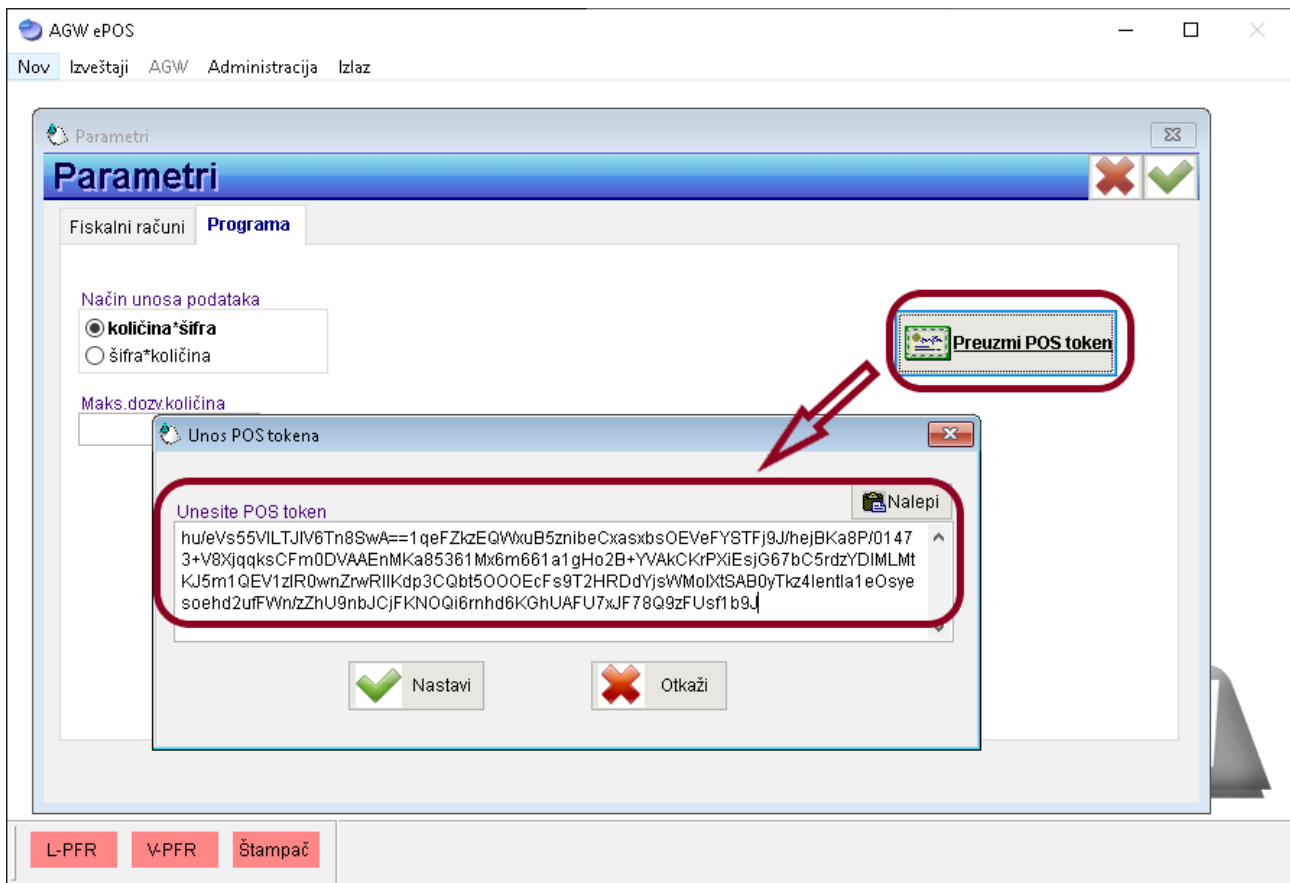 AGW ePOS
Nov Izveštaji AGW Administracija Izlaz
Parametri
Parametri
Fiskalni računi Programa
Način unosa podataka
količina*šifra
šifra*količina
Preuzmi POS token
Maks.dozv.količina
Unos POS tokena
Unesite POS token
Nalepi
hu/eVs55VILTJIV6Tn8SwA==1qeFZkzEQWxuB5znibeCxasxbsOEVeFYSTFj9J/hejBKa8P/0147
3+V8XjqqksCFm0DVAAEnMKa85361Mx6m661a1gHo2B+YVAkCKrPXiEsjG67bC5rdzYDIMLMt
KJ5m1QEV1zIR0wnZrwRIIKdp3CQbt5OOOEcFs9T2HRDdYjsWMolXtSAB0yTkz4lentla1eOsye
soehd2ufFWn/zZhU9nbJCjFKNOQi6rnhd6KGhUAFU7xJF78Q9zFUsf1b9J
Nastavi Otkaži
L-PFR V-PFR Štampač